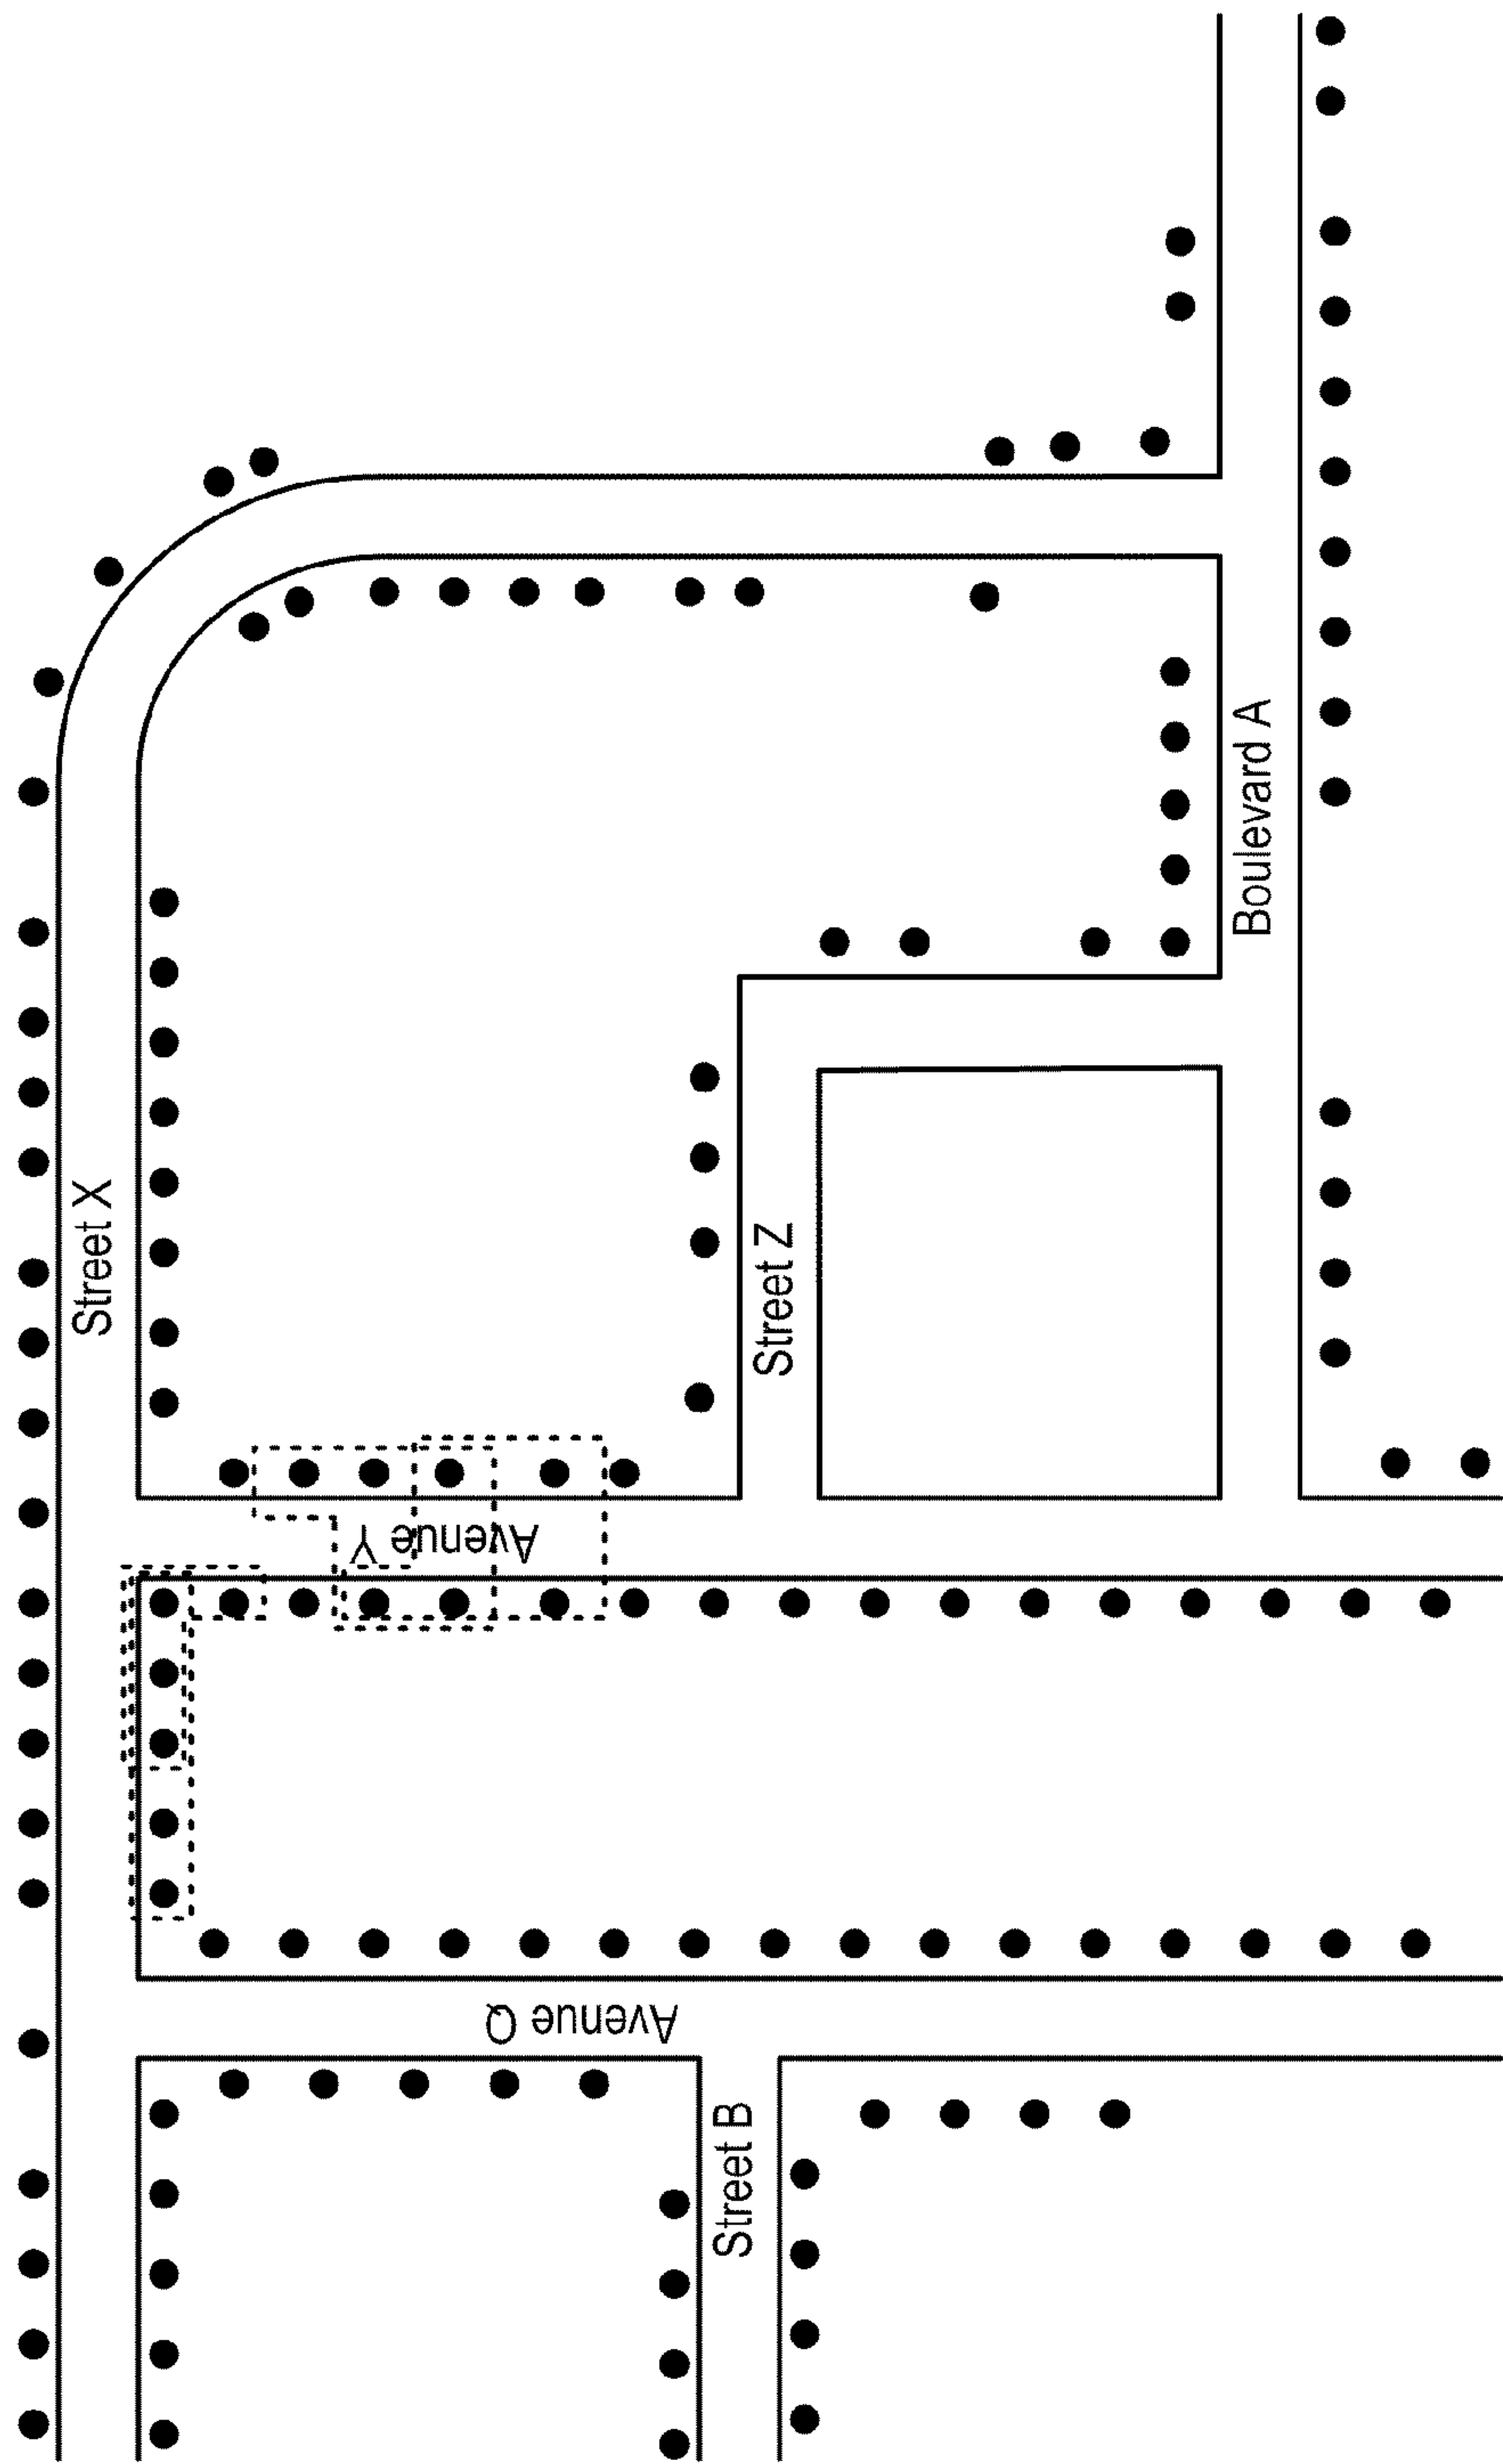 Street X
Boulevard A
Street Z
Avenue Y
Avenue Q
Street B